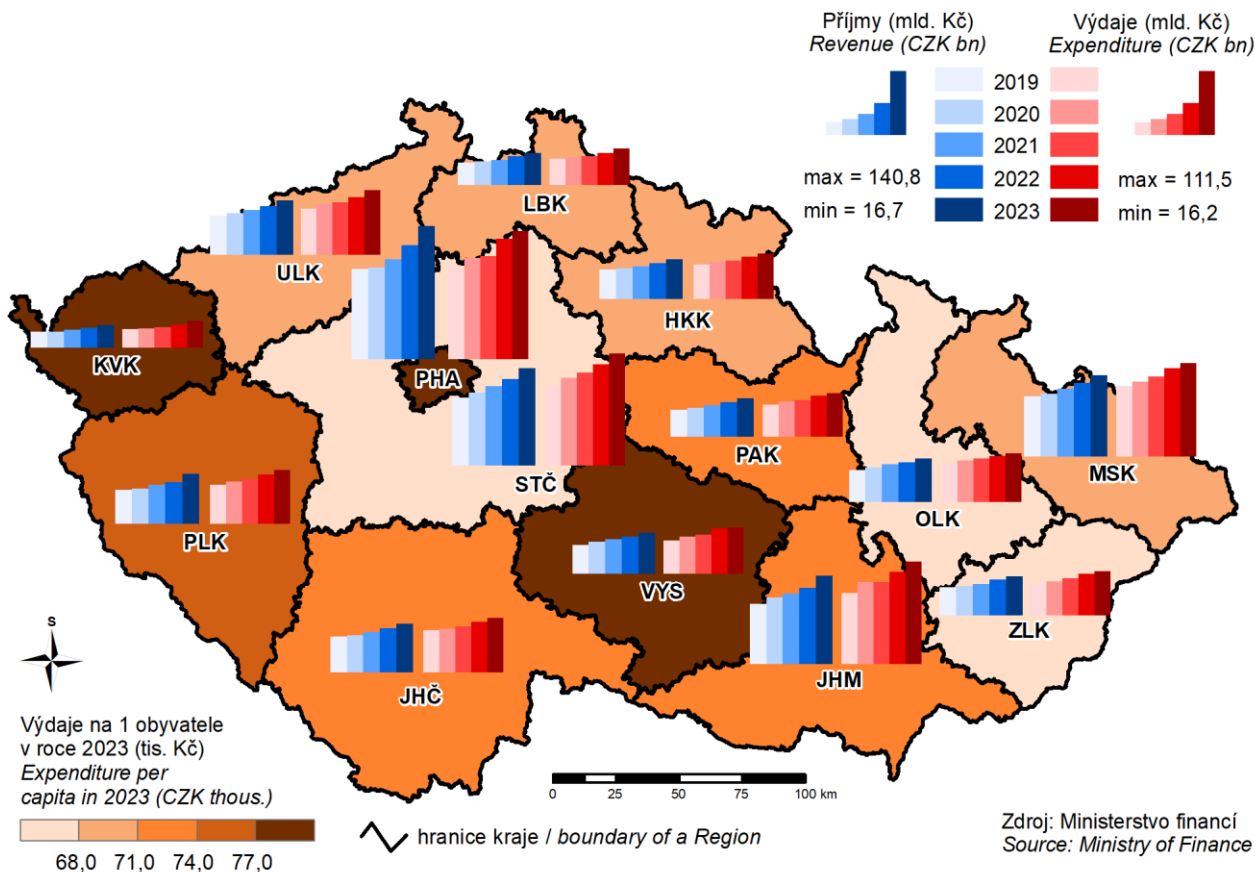 Příjmy (mld. Kč)
Revenue (CZK bn)
Výdaje (mld. Kč)
Expenditure (CZK bn)
2019
2020
2021
2022
2023
max = 140,8
min = 16,7
max = 111,5
min = 16,2
LBK
ULK
HKK
KVK
PHA
PAK
MSK
STČ
OLK
PLK
VYS
ZLK
JHČ
JHM
S
Výdaje na 1 obyvatele
v roce 2023 (tis. Kč)
Expenditure per
capita in 2023 (CZK thous.)
68,0 71,0 74,0 77,0
0 25 50 75 100 km
hranice kraje / boundary of a Region
Zdroj: Ministerstvo financí
Source: Ministry of Finance